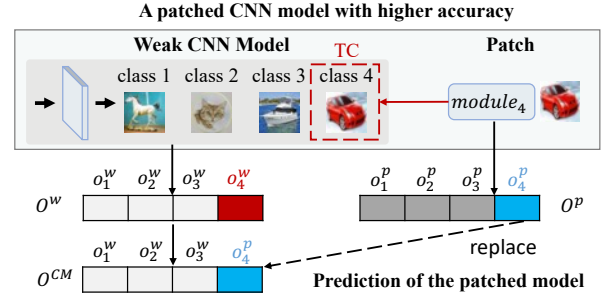 A patched CNN model with higher accuracy
Weak CNN Model
Patch
TC
class 1 class 2 class 3 class 4
module₄
o₁ʷ o₂ʷ o₃ʷ o₄ʷ
Oʷ
o₁ᵖ o₂ᵖ o₃ᵖ o₄ᵖ
Oᵖ
o₁ʷ o₂ʷ o₃ʷ o₄ᵖ
replace
Oᶜᴹ
Prediction of the patched model